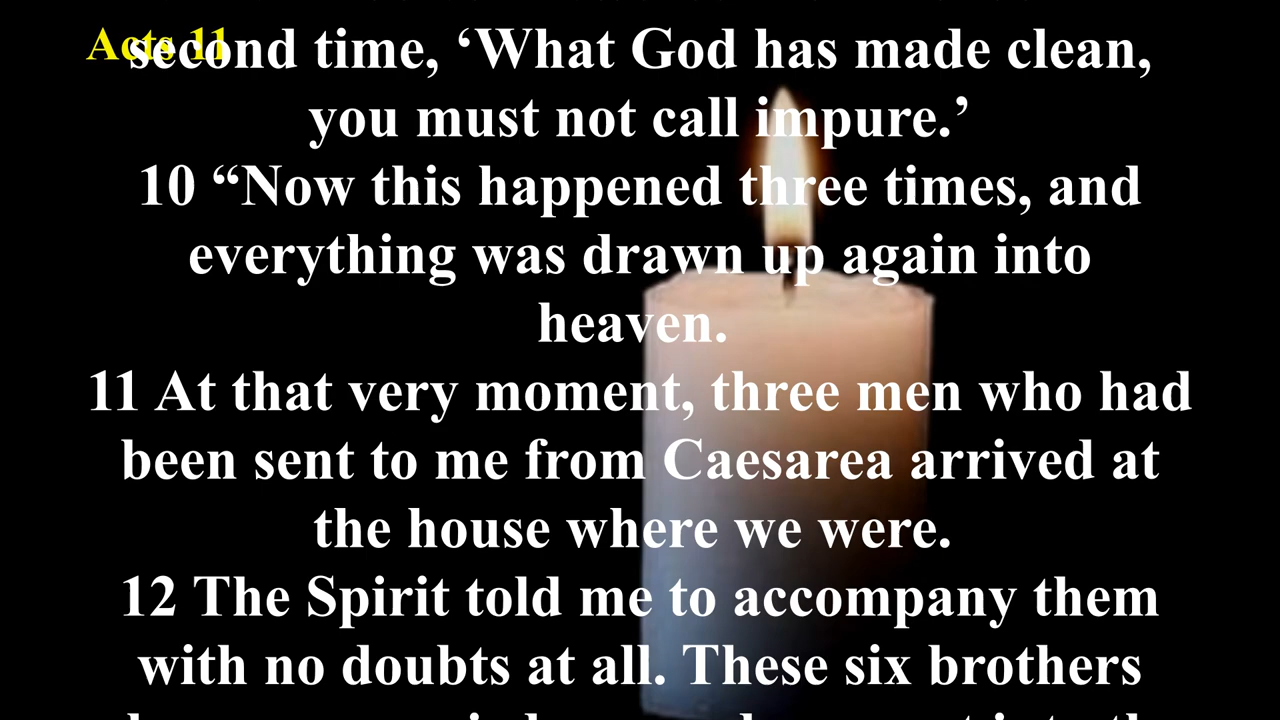 Acts 11
second time, ‘What God has made clean,
you must not call impure.’
10 “Now this happened three times, and
everything was drawn up again into
heaven.
11 At that very moment, three men who had
been sent to me from Caesarea arrived at
the house where we were.
12 The Spirit told me to accompany them
with no doubts at all. These six brothers